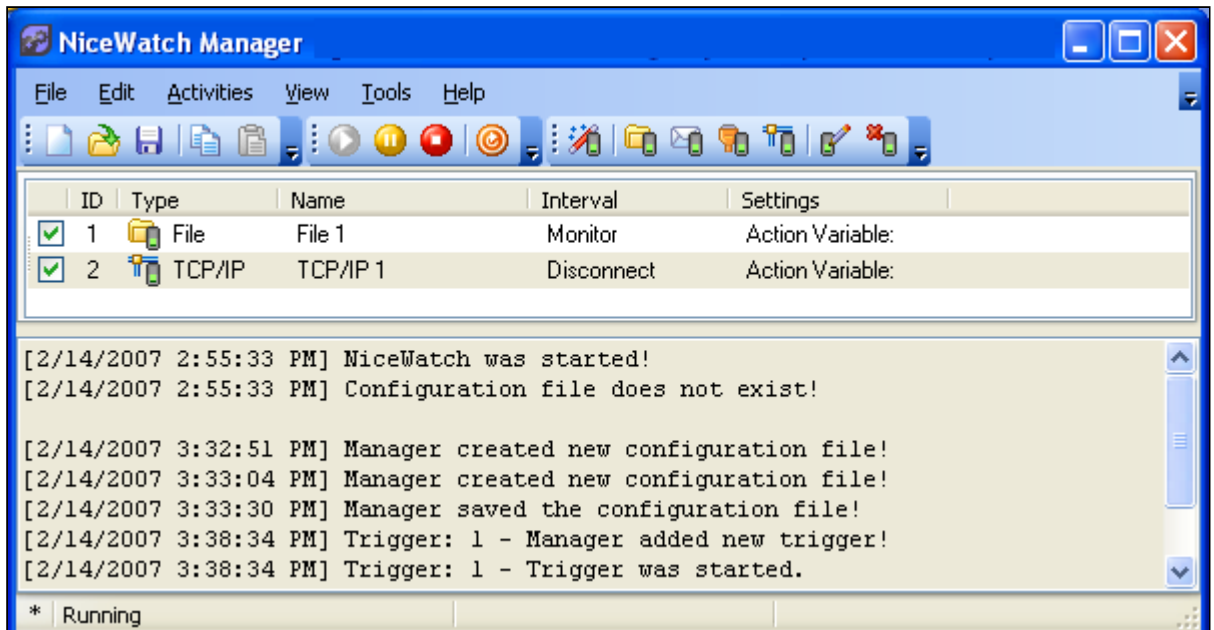 NiceWatch Manager
File Edit Activities View Tools Help
ID Type Name Interval Settings
1 File File 1 Monitor Action Variable:
2 TCP/IP TCP/IP 1 Disconnect Action Variable:
[2/14/2007 2:55:33 PM] NiceWatch was started!
[2/14/2007 2:55:33 PM] Configuration file does not exist!
[2/14/2007 3:32:51 PM] Manager created new configuration file!
[2/14/2007 3:33:04 PM] Manager created new configuration file!
[2/14/2007 3:33:30 PM] Manager saved the configuration file!
[2/14/2007 3:38:34 PM] Trigger: 1 - Manager added new trigger!
[2/14/2007 3:38:34 PM] Trigger: 1 - Trigger was started.
* Running